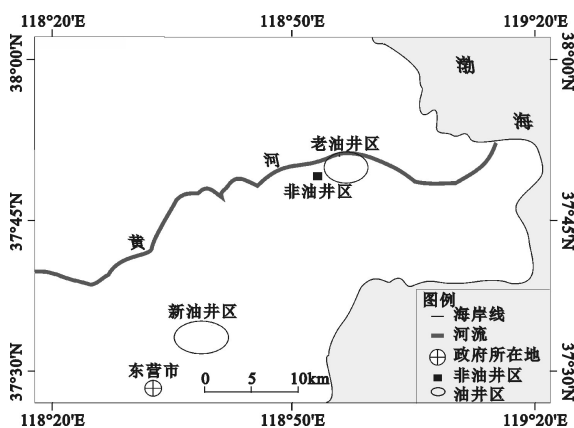 118°20'E 118°50'E 119°20'E
38°00'N 38°00'N
渤
海
老油井区
河
非油井区
37°45'N 37°45'N
黄
新油井区
图例
海岸线
河流
政府所在地
非油井区
油井区
东营市
0 5 10km
37°30'N 37°30'N
118°20'E 118°50'E 119°20'E